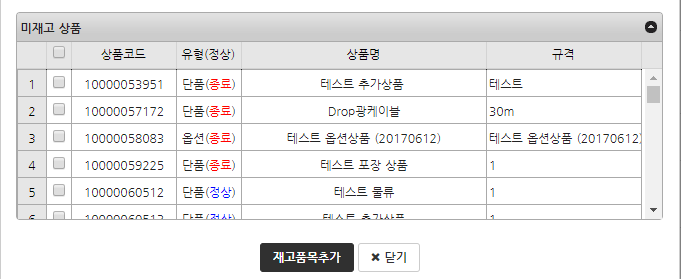 미재고 상품
상품코드 유형(정상) 상품명 규격
1 10000053951 단품(종료) 테스트 추가상품 테스트
2 10000057172 단품(종료) Drop광케이블 30m
3 10000058083 옵션(종료) 테스트 옵션상품 (20170612) 테스트 옵션상품 (20170612)
4 10000059225 단품(종료) 테스트 포장 상품 1
5 10000060512 단품(정상) 테스트 물류 1
6 10000060513 단품(정상) 테스트 추가상품 1
재고품목추가 ✖ 닫기